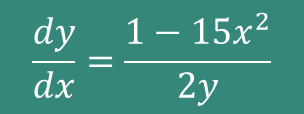 dy/dx = (1 − 15x²)/(2y)